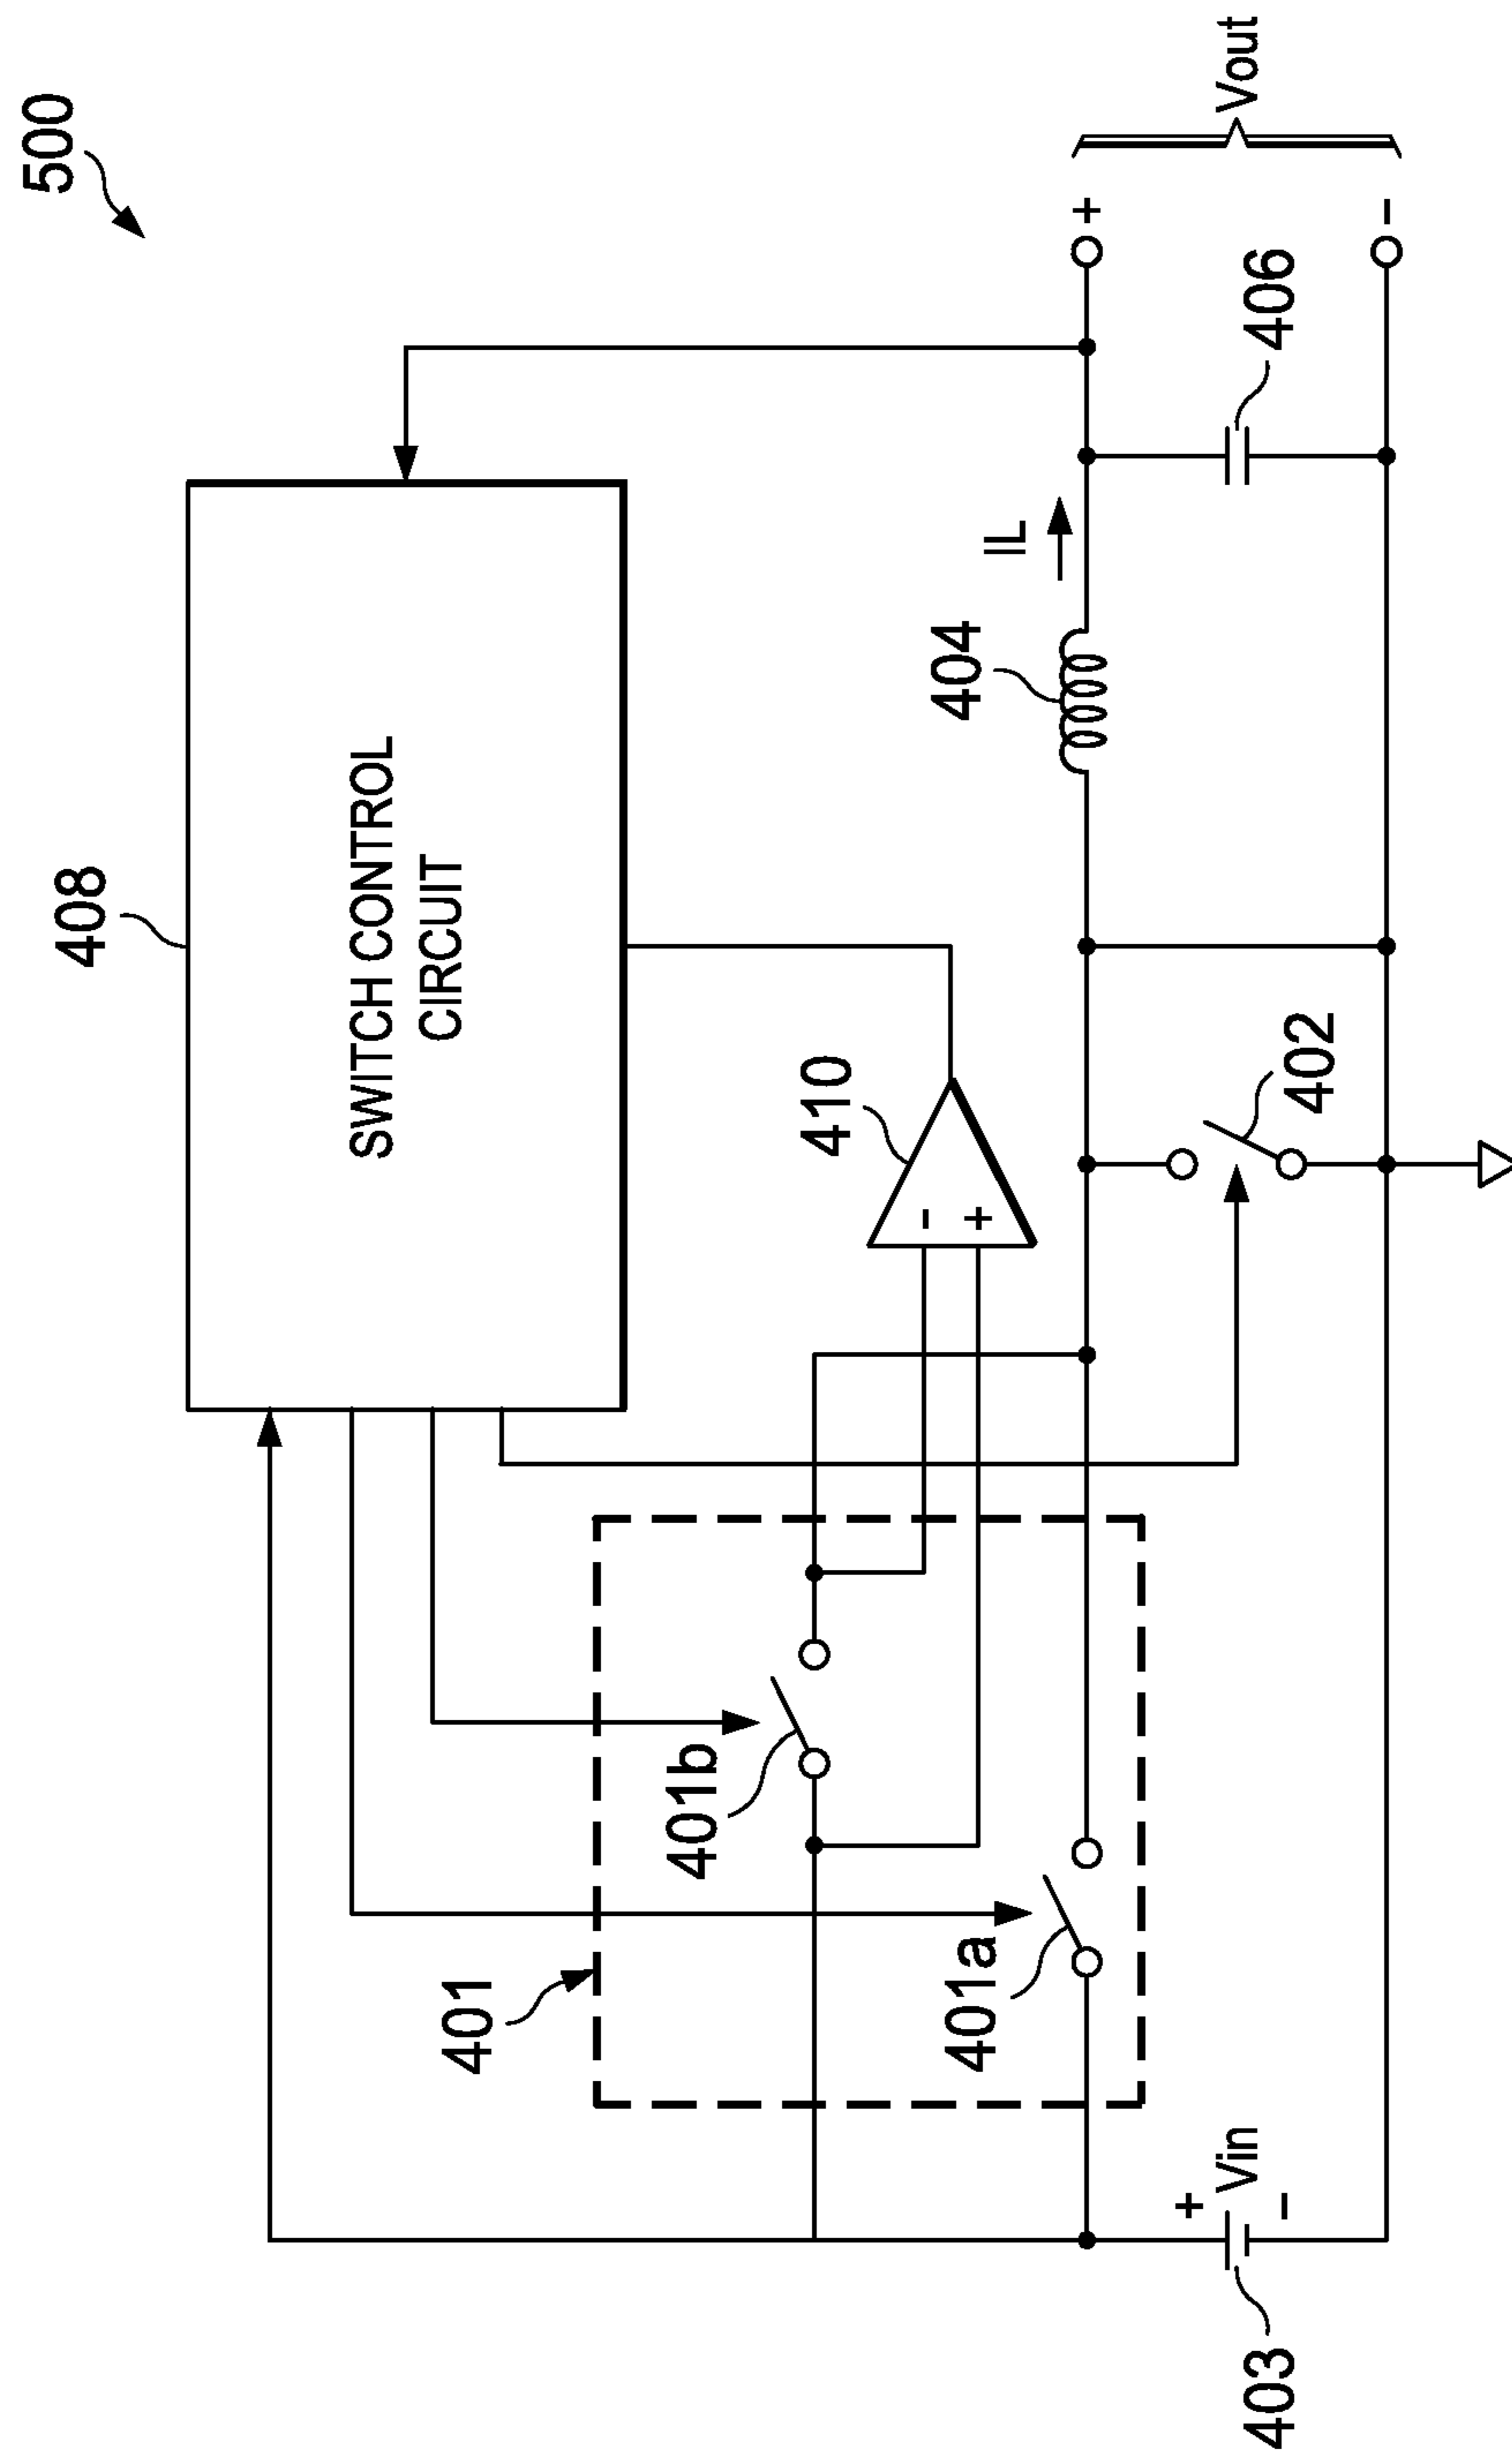 500
408
SWITCH CONTROL
CIRCUIT
401
401b
410
-
+
404
IL
401a
+
Vout
-
403
+
Vin
-
402
406